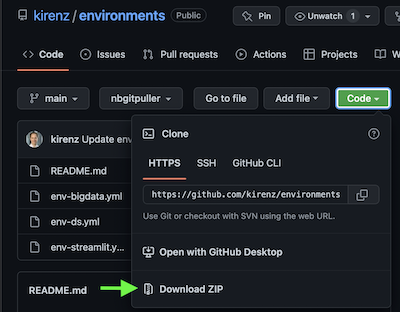 kirenz / environments Public Pin Unwatch 1
Code Issues Pull requests Actions Projects
main nbgitpuller Go to file Add file Code
kirenz Update env
README.md
env-bigdata.yml
env-ds.yml
env-streamlit.y...
README.md
Clone
HTTPS SSH GitHub CLI
https://github.com/kirenz/environments
Use Git or checkout with SVN using the web URL.
Open with GitHub Desktop
Download ZIP